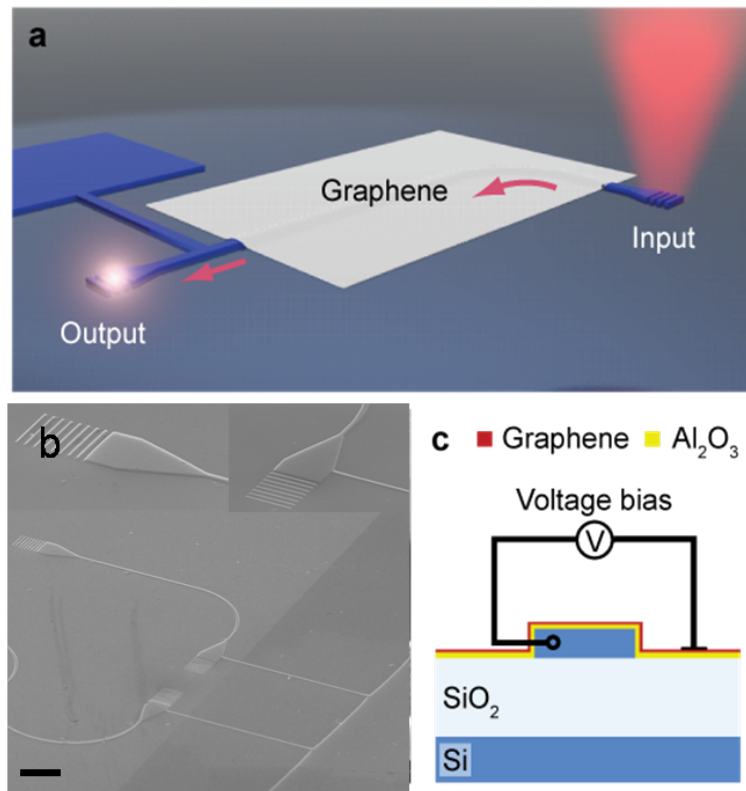 a
Graphene
Input
Output
b
c
Graphene
Al₂O₃
Voltage bias
V
SiO₂
Si